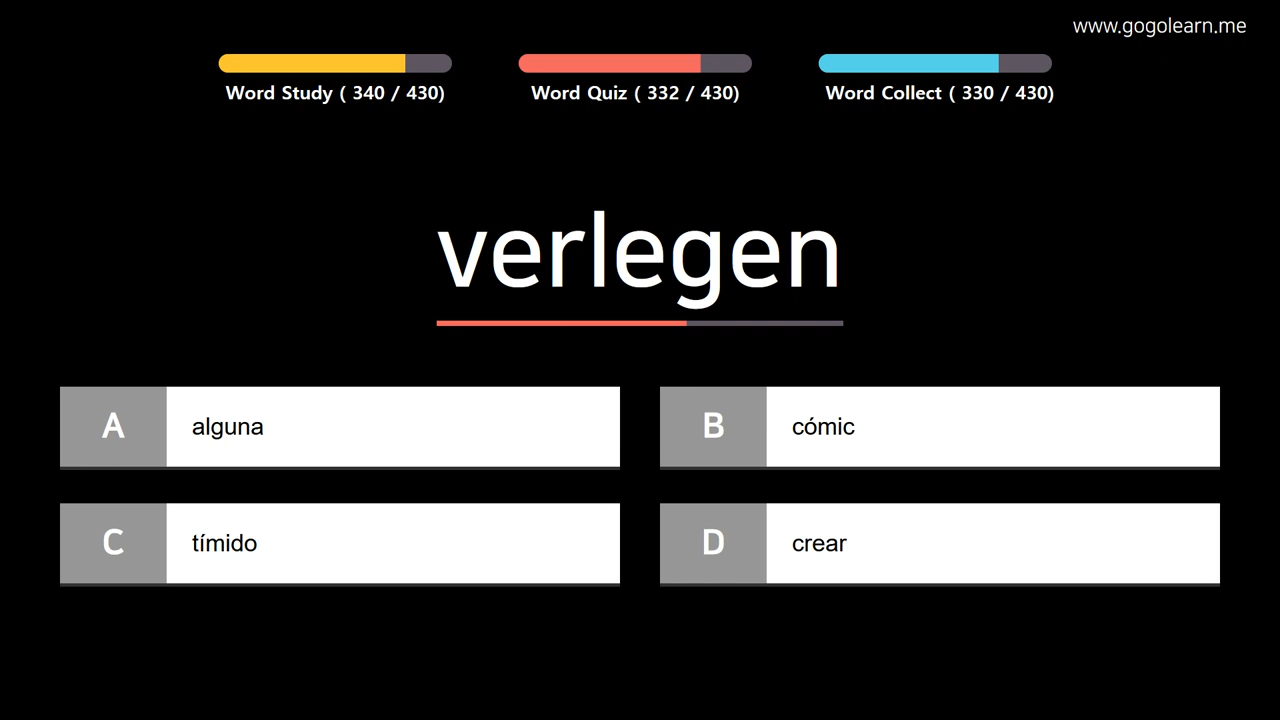 www.gogolearn.me
Word Study ( 340 / 430)
Word Quiz ( 332 / 430)
Word Collect ( 330 / 430)
verlegen
A alguna
B cómic
C tímido
D crear